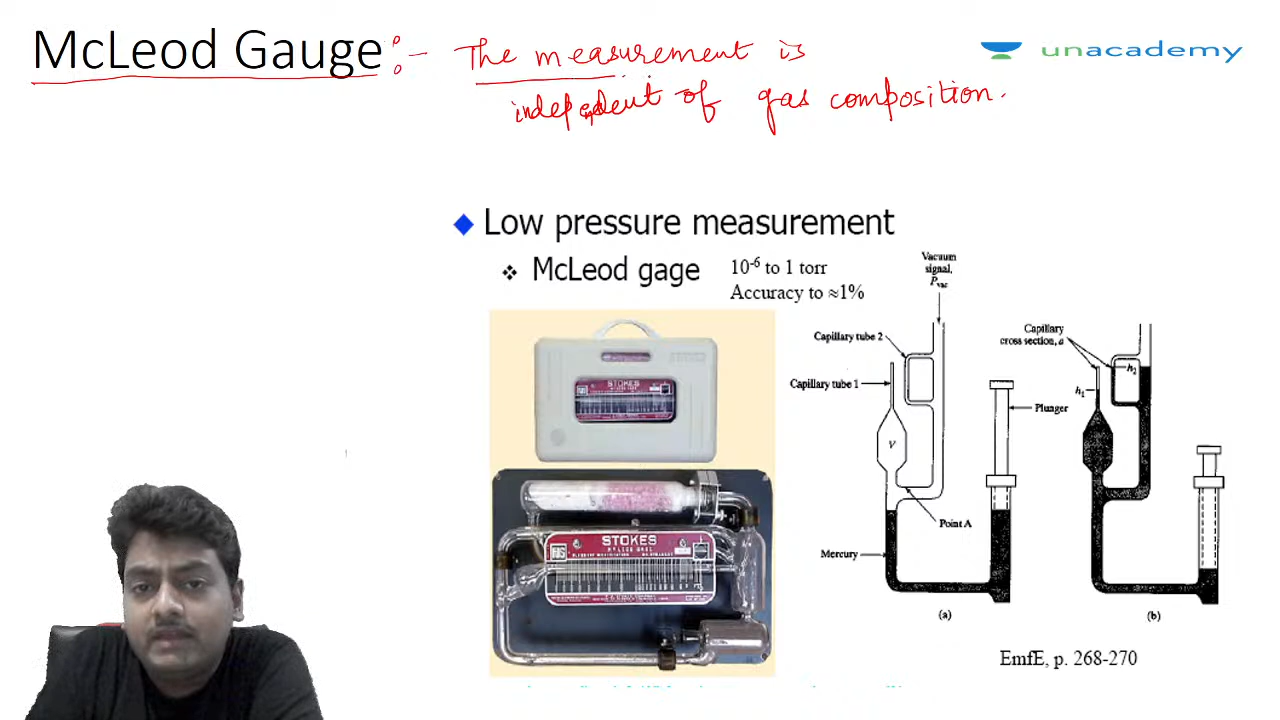 McLeod Gauge :- The measurement is
independent of gas composition.
unacademy
◆ Low pressure measurement
❖ McLeod gage
10⁻⁶ to 1 torr
Accuracy to ≈1%
STOKES
STOKES
Vacuum
signal,
Pvac
Capillary tube 2
Capillary tube 1
V
Plunger
Point A
Mercury
(a)
Capillary
cross section, a
h₂
h₁
(b)
EmfE, p. 268-270